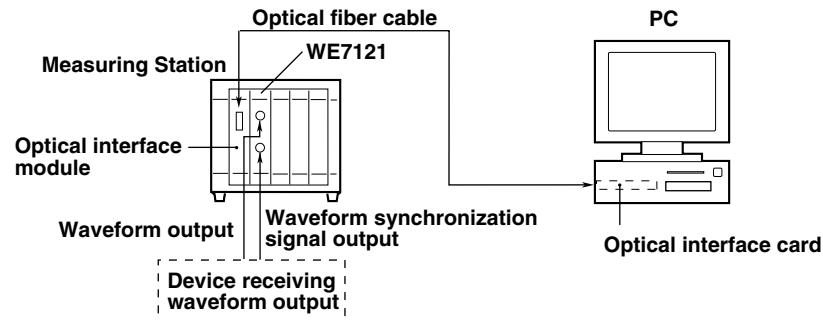 Optical fiber cable
PC
WE7121
Measuring Station
Optical interface
module
Waveform output
Waveform synchronization
signal output
Optical interface card
Device receiving
waveform output